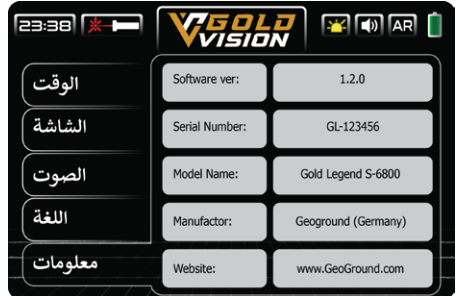 23:38
GOLD
VISION
AR
الوقت
الشاشة
الصوت
اللغة
معلومات
Software ver: 1.2.0
Serial Number: GL-123456
Model Name: Gold Legend S-6800
Manufactor: Geoground (Germany)
Website: www.GeoGround.com